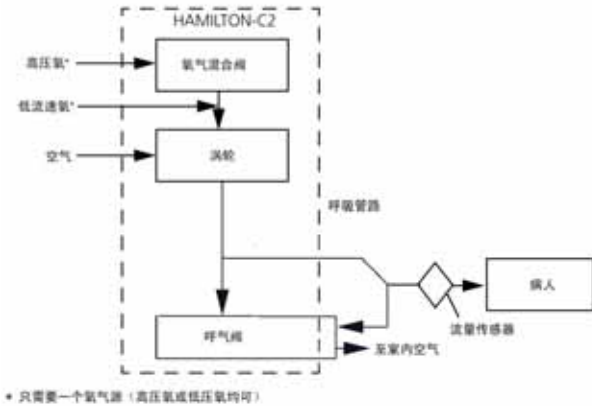 HAMILTON-C2
高压氧*
氧气混合阀
低流速氧*
空气
涡轮
呼吸管路
病人
流量传感器
呼气阀
至室内空气
* 只需要一个氧气源（高压氧或低压氧均可）